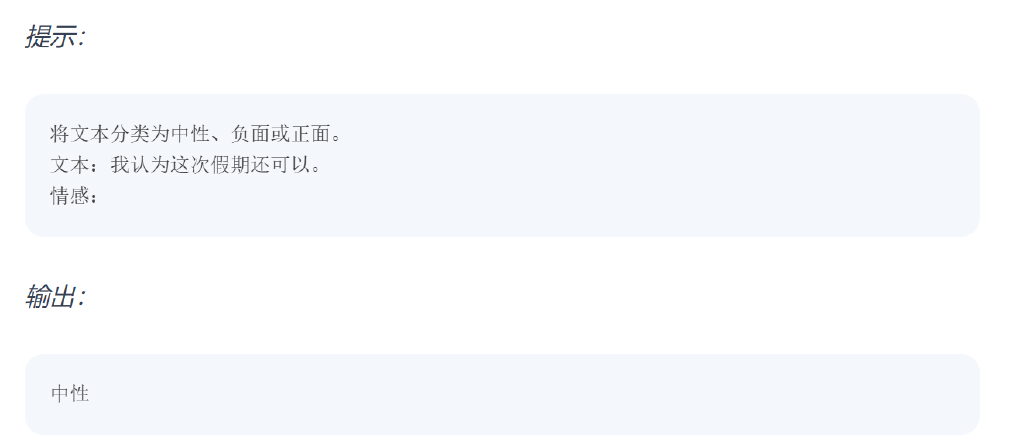 提示：
将文本分类为中性、负面或正面。
文本：我认为这次假期还可以。
情感：
输出：
中性